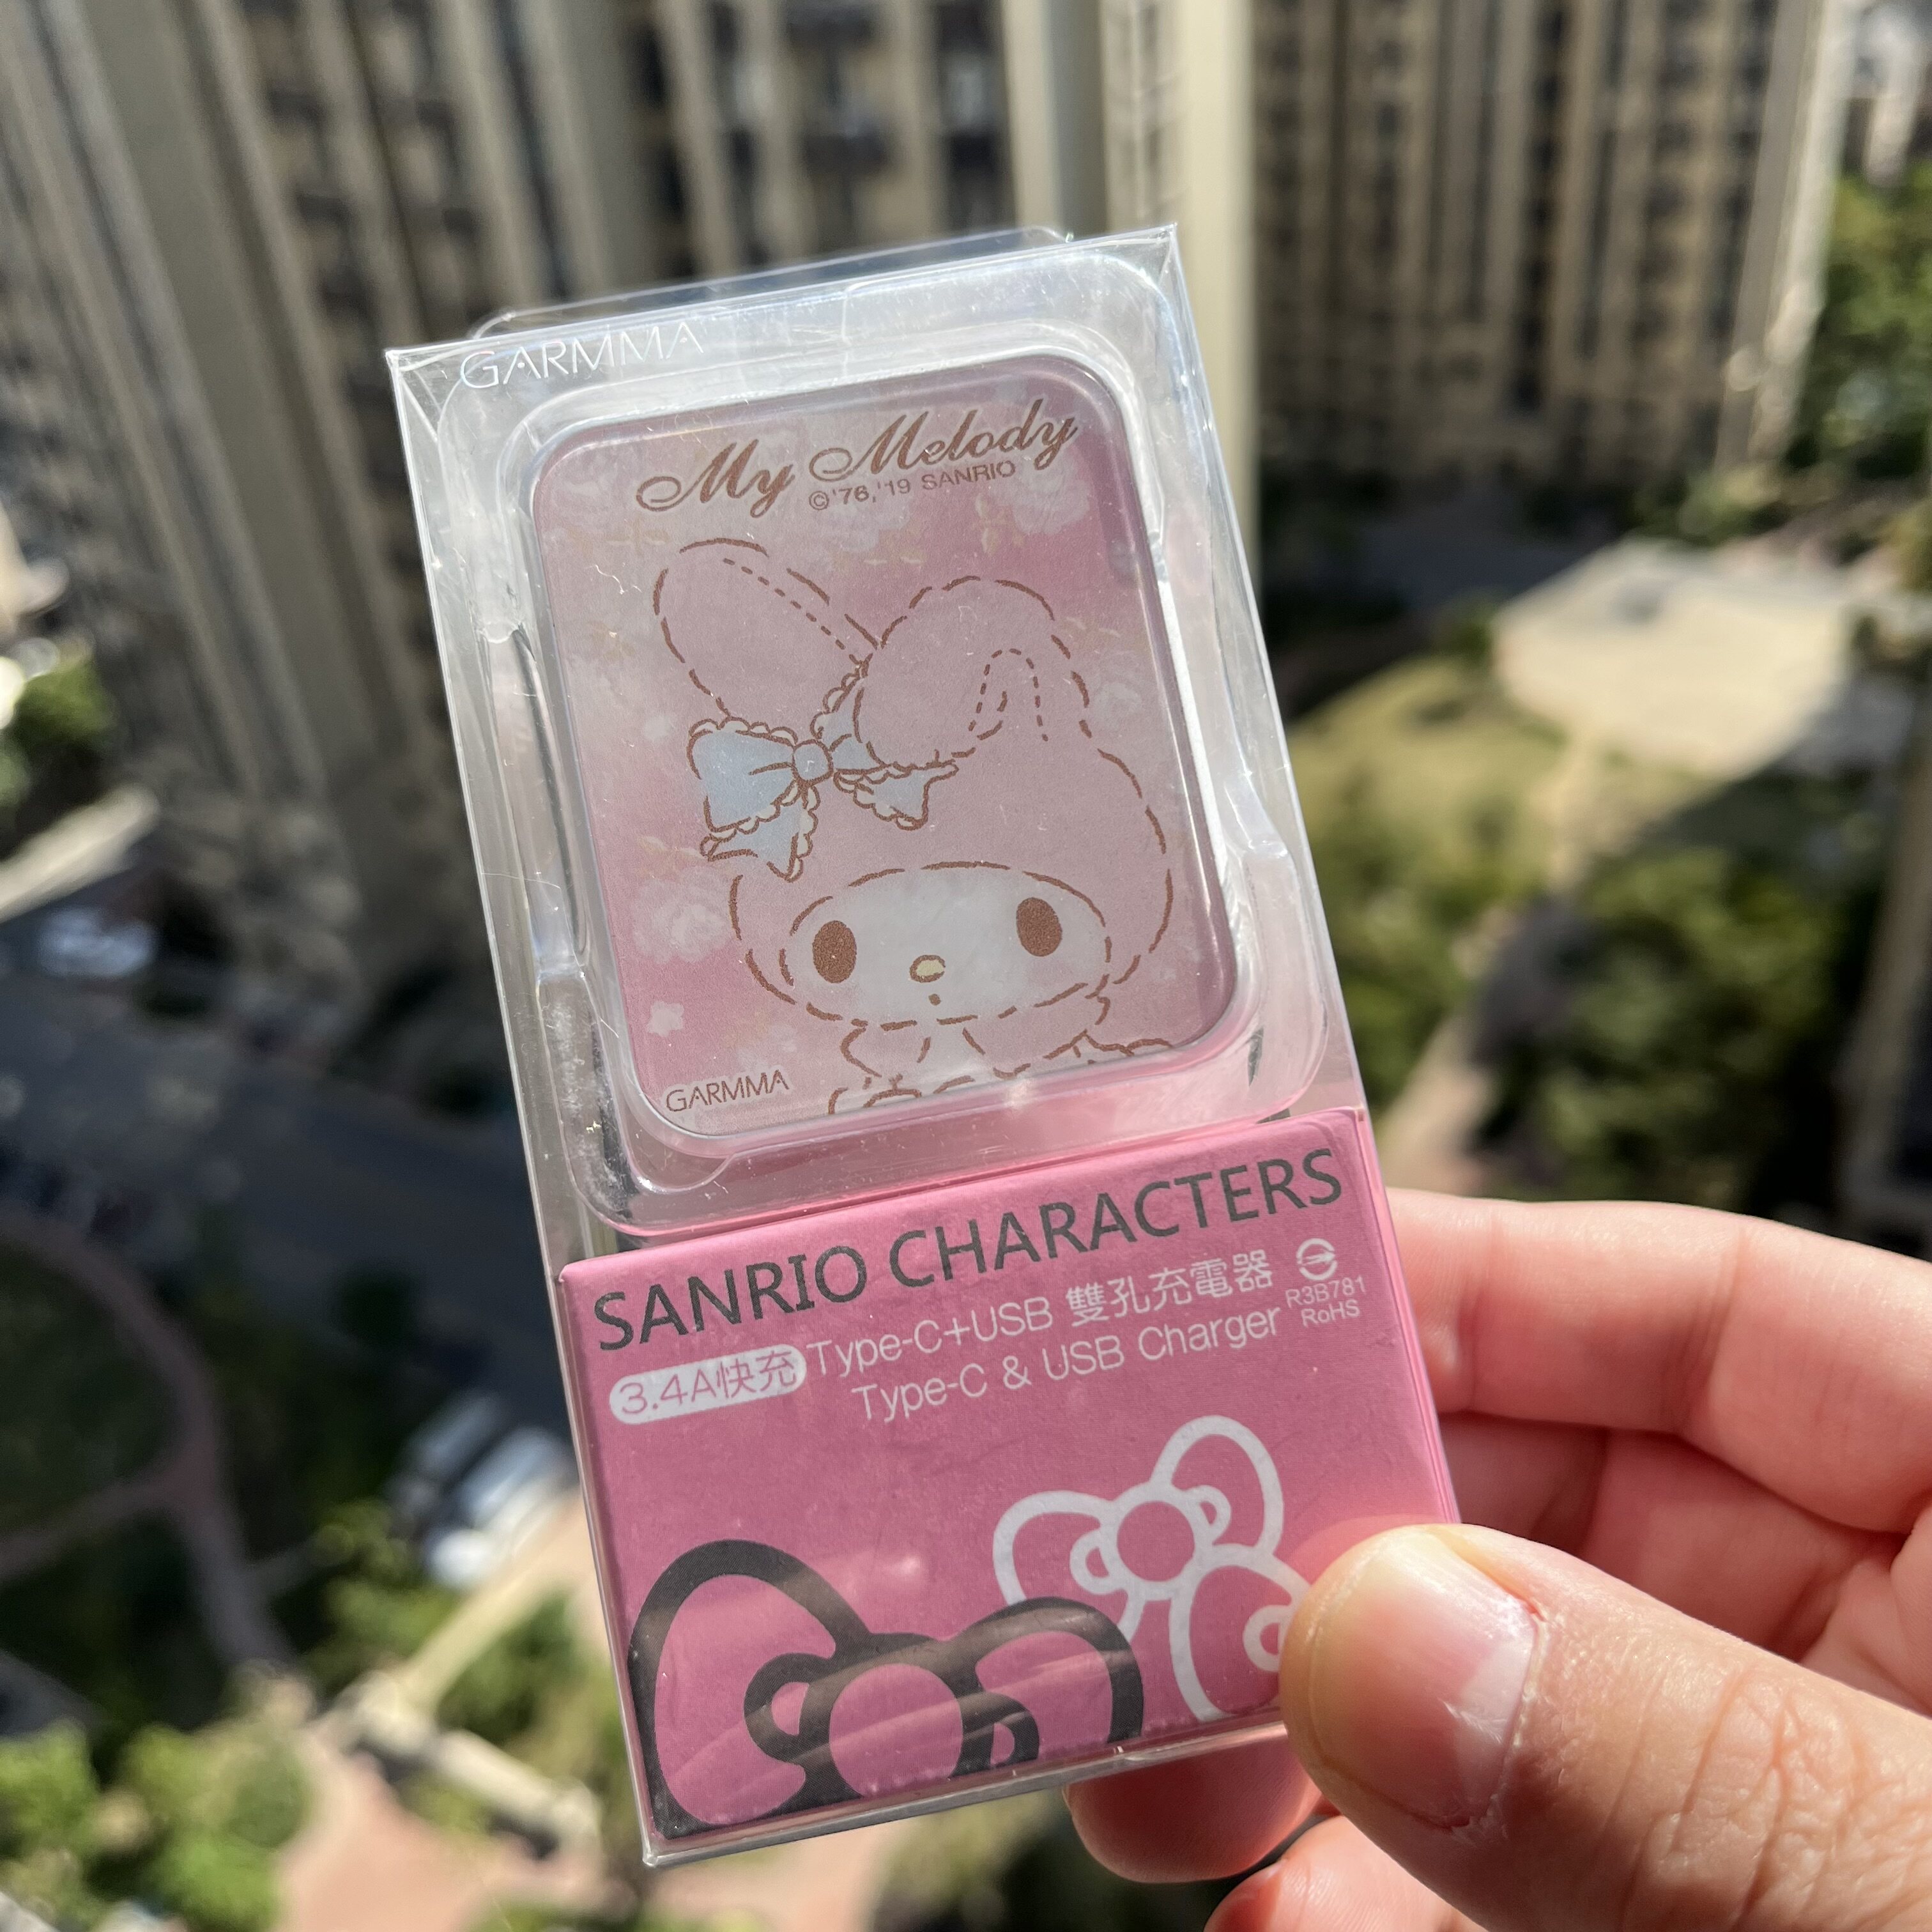 GARMMA
My Melody
©'76,'19 SANRIO
GARMMA
SANRIO CHARACTERS
3.4A快充 Type-C+USB 雙孔充電器
Type-C & USB Charger
R3B781
RoHS